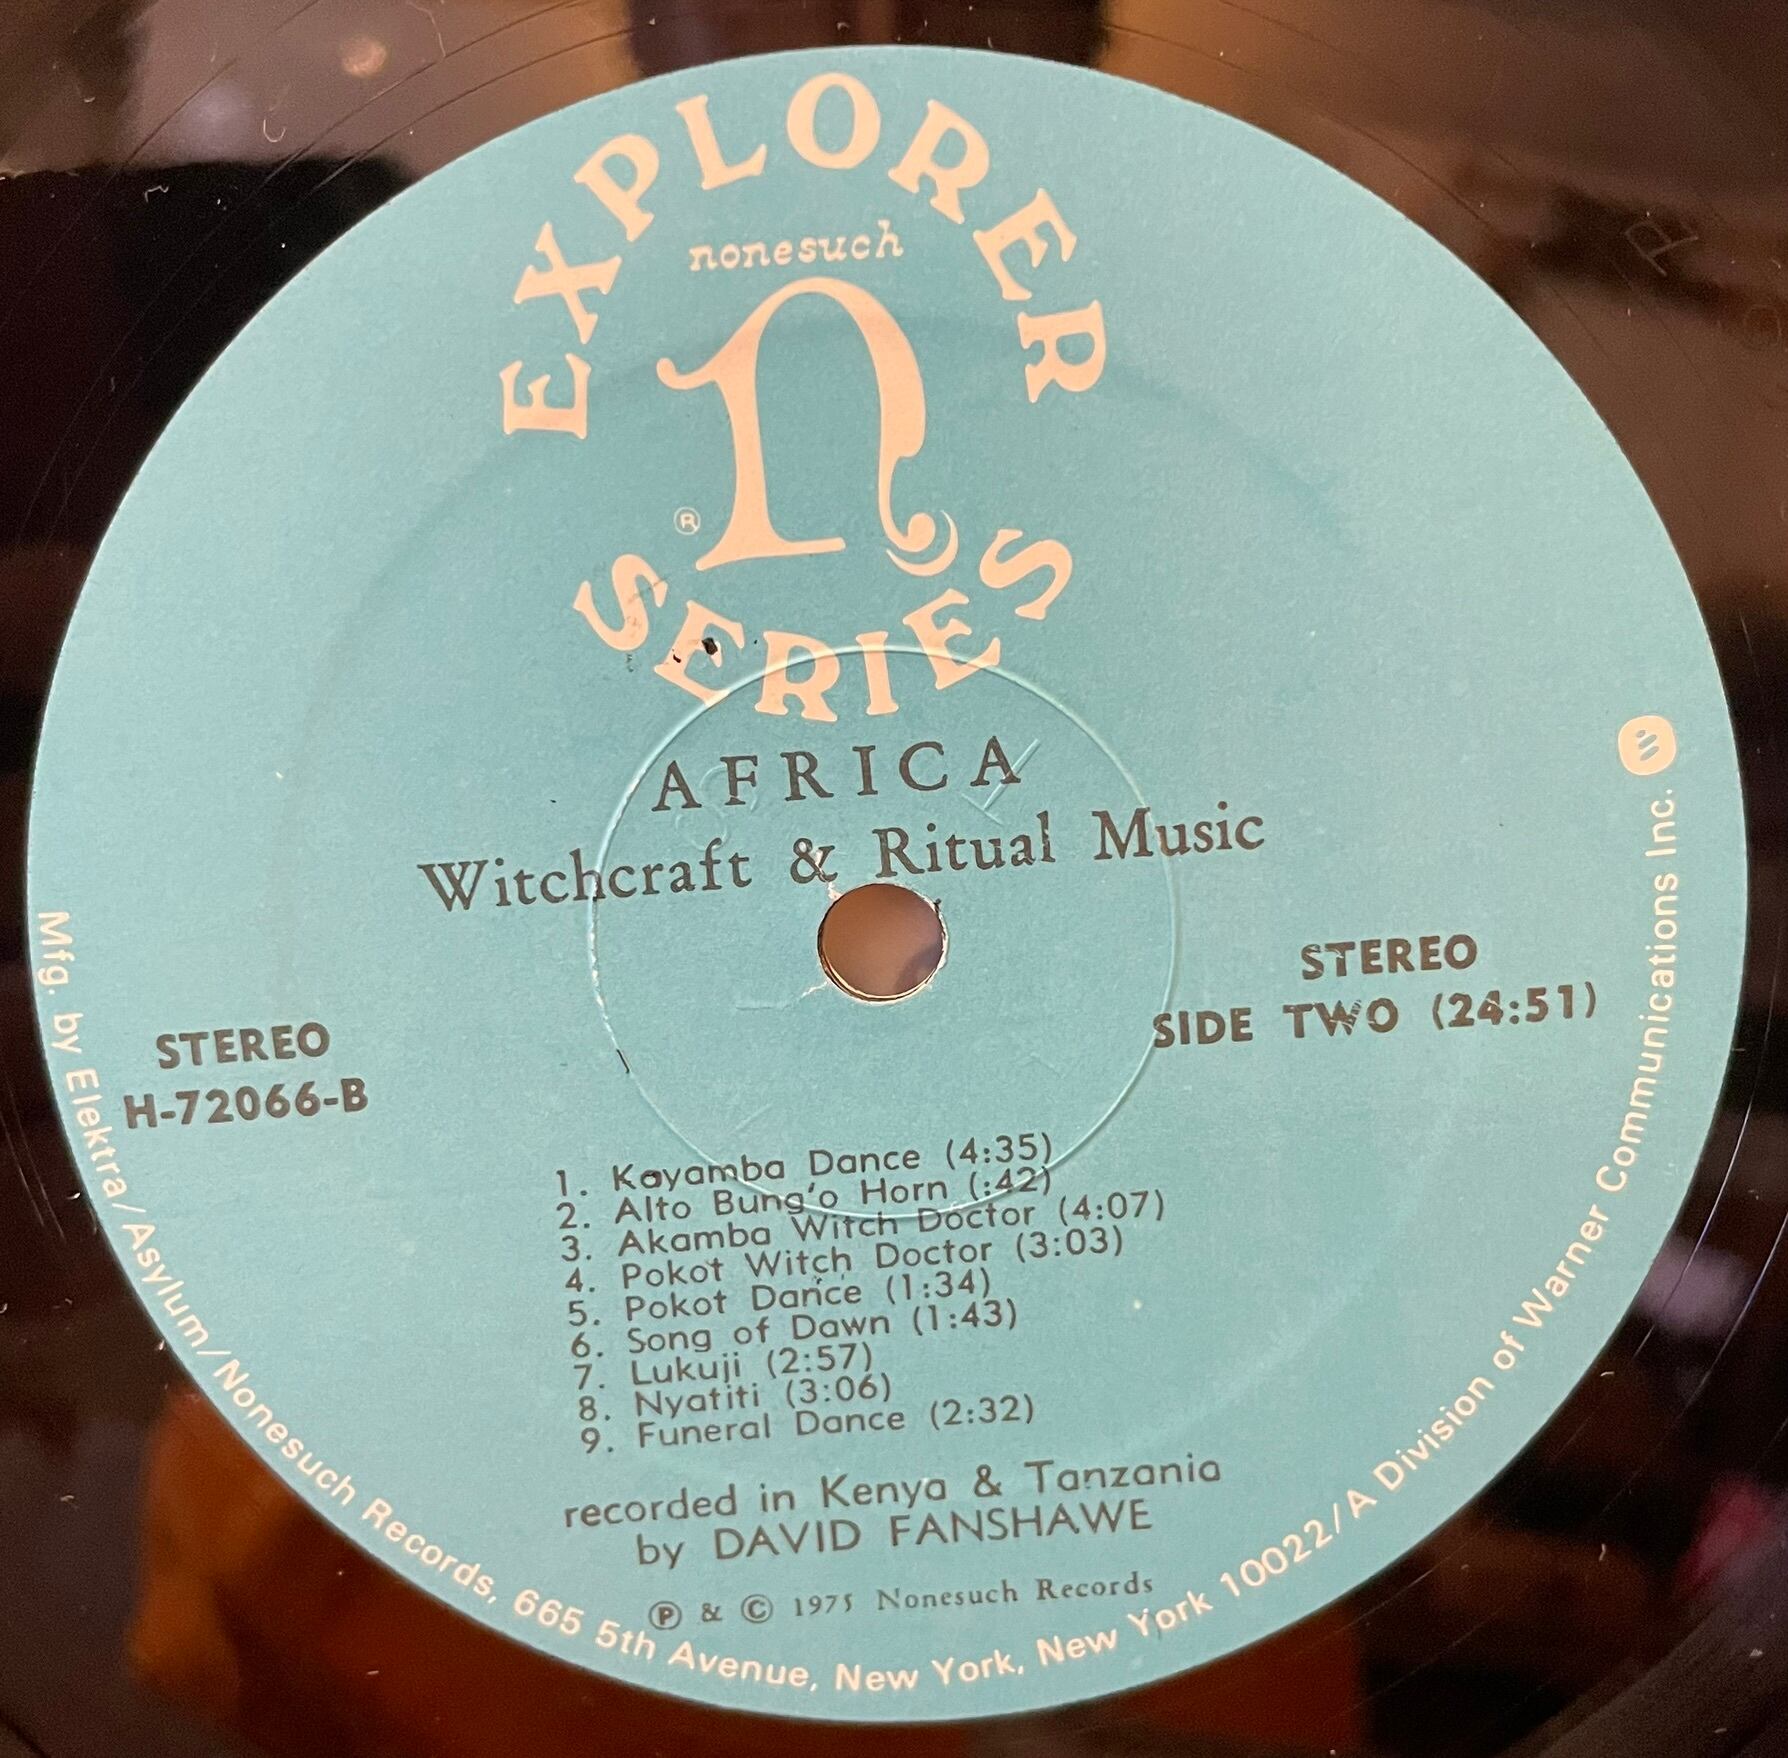 EXPLORER
nonesuch
n
®
SERIES
AFRICA
Witchcraft & Ritual Music
STEREO
SIDE TWO (24:51)
STEREO
H-72066-B
1. Kayamba Dance (4:35)
2. Alto Bung'o Horn (:42)
3. Akamba Witch Doctor (4:07)
4. Pokot Witch Doctor (3:03)
5. Pokot Dance (1:34)
6. Song of Dawn (1:43)
7. Lukuji (2:57)
8. Nyatiti (3:06)
9. Funeral Dance (2:32)
recorded in Kenya & Tanzania
by DAVID FANSHAWE
℗ & © 1975 Nonesuch Records
Mfg. by Elektra/Asylum/Nonesuch Records, 665 5th Avenue, New York, New York 10022/A Division of Warner Communications Inc.